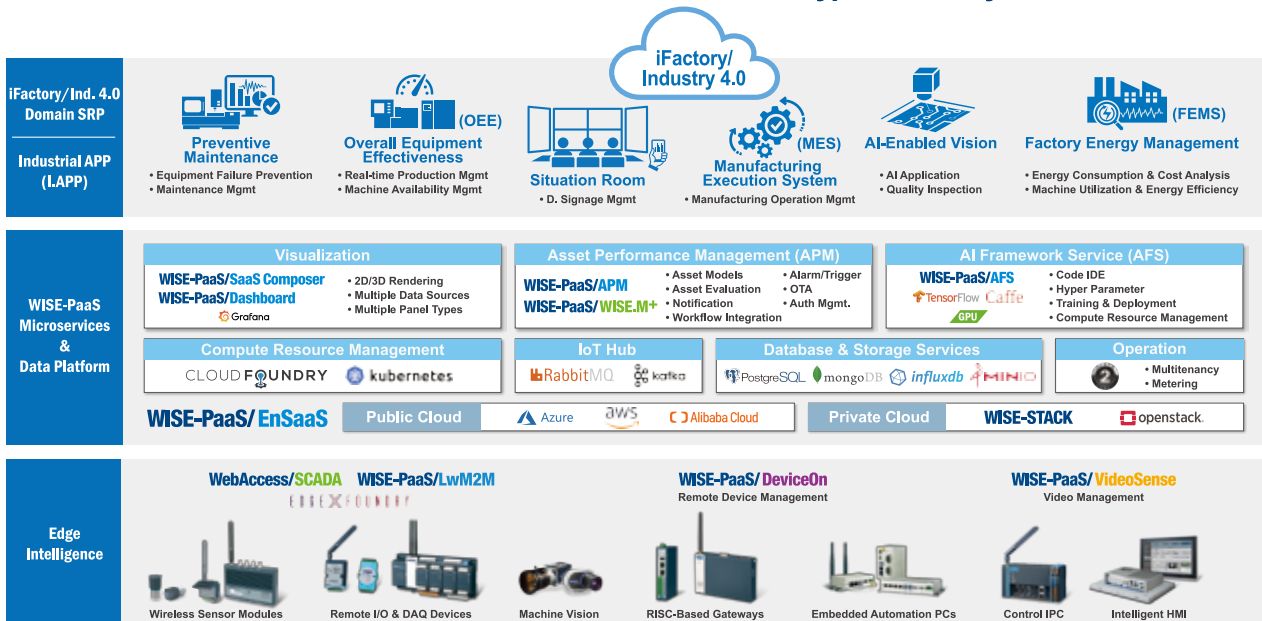 iFactory/
Industry 4.0
iFactory/Ind. 4.0
Domain SRP
Industrial APP
(I.APP)
Preventive
Maintenance
• Equipment Failure Prevention
• Maintenance Mgmt
(OEE)
Overall Equipment
Effectiveness
• Real-time Production Mgmt
• Machine Availability Mgmt
Situation Room
• D. Signage Mgmt
(MES)
Manufacturing
Execution System
• Manufacturing Operation Mgmt
AI-Enabled Vision
• AI Application
• Quality Inspection
(FEMS)
Factory Energy Management
• Energy Consumption & Cost Analysis
• Machine Utilization & Energy Efficiency
WISE-PaaS
Microservices
&
Data Platform
Visualization
WISE-PaaS/SaaS Composer
WISE-PaaS/Dashboard
Grafana
• 2D/3D Rendering
• Multiple Data Sources
• Multiple Panel Types
Asset Performance Management (APM)
WISE-PaaS/APM
WISE-PaaS/WISE.M+
• Asset Models
• Asset Evaluation
• Notification
• Workflow Integration
• Alarm/Trigger
• OTA
• Auth Mgmt.
AI Framework Service (AFS)
WISE-PaaS/AFS
TensorFlow Caffe
GPU
• Code IDE
• Hyper Parameter
• Training & Deployment
• Compute Resource Management
Compute Resource Management
CLOUD FOUNDRY kubernetes
IoT Hub
RabbitMQ kafka
Database & Storage Services
PostgreSQL mongoDB influxdb MINIO
Operation
2
• Multitenancy
• Metering
WISE-PaaS/EnSaaS
Public Cloud
Azure aws Alibaba Cloud
Private Cloud
WISE-STACK openstack.
Edge
Intelligence
WebAccess/SCADA WISE-PaaS/LwM2M
EDGE X FOUNDRY
WISE-PaaS/DeviceOn
Remote Device Management
WISE-PaaS/VideoSense
Video Management
Wireless Sensor Modules
Remote I/O & DAQ Devices
Machine Vision
RISC-Based Gateways
Embedded Automation PCs
Control IPC
Intelligent HMI